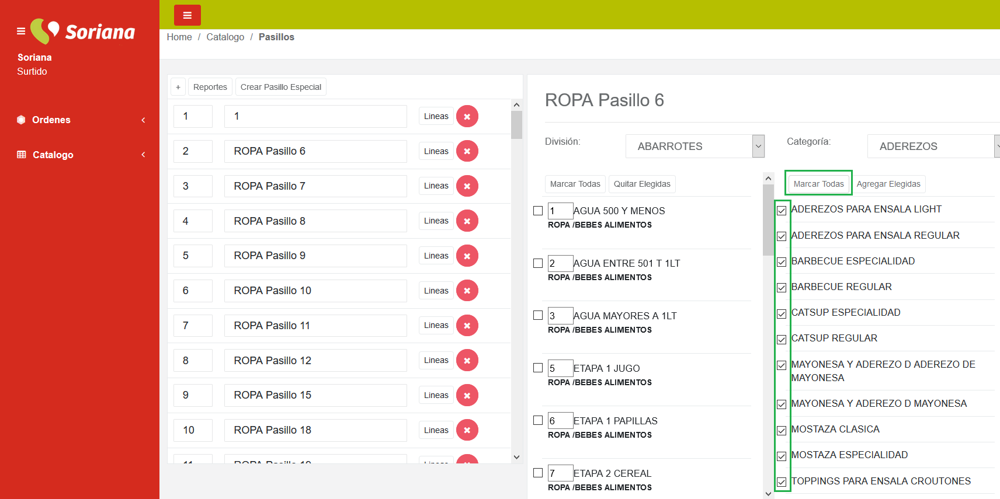 Soriana
Soriana
Surtido
Ordenes
Catalogo
Home / Catalogo / Pasillos
+ Reportes Crear Pasillo Especial
1 1 Lineas
2 ROPA Pasillo 6 Lineas
3 ROPA Pasillo 7 Lineas
4 ROPA Pasillo 8 Lineas
5 ROPA Pasillo 9 Lineas
6 ROPA Pasillo 10 Lineas
7 ROPA Pasillo 11 Lineas
8 ROPA Pasillo 12 Lineas
9 ROPA Pasillo 15 Lineas
10 ROPA Pasillo 18 Lineas
11 ROPA Pasillo 19 Lineas
ROPA Pasillo 6
División: ABARROTES Categoría: ADEREZOS
Marcar Todas Quitar Elegidas
1 AGUA 500 Y MENOS
ROPA /BEBES ALIMENTOS
2 AGUA ENTRE 501 T 1LT
ROPA /BEBES ALIMENTOS
3 AGUA MAYORES A 1LT
ROPA /BEBES ALIMENTOS
5 ETAPA 1 JUGO
ROPA /BEBES ALIMENTOS
6 ETAPA 1 PAPILLAS
ROPA /BEBES ALIMENTOS
7 ETAPA 2 CEREAL
ROPA /BEBES ALIMENTOS
Marcar Todas Agregar Elegidas
ADEREZOS PARA ENSALA LIGHT
ADEREZOS PARA ENSALA REGULAR
BARBECUE ESPECIALIDAD
BARBECUE REGULAR
CATSUP ESPECIALIDAD
CATSUP REGULAR
MAYONESA Y ADEREZO D ADEREZO DE
MAYONESA
MAYONESA Y ADEREZO D MAYONESA
MOSTAZA CLASICA
MOSTAZA ESPECIALIDAD
TOPPINGS PARA ENSALA CROUTONES